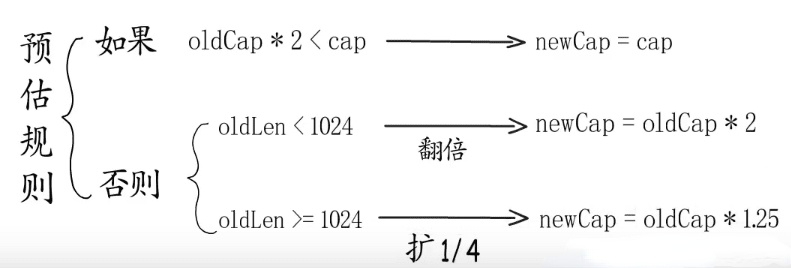 预估规则
如果 oldCap * 2 < cap newCap = cap
否则
oldLen < 1024 翻倍 newCap = oldCap * 2
oldLen >= 1024 扩1/4 newCap = oldCap * 1.25